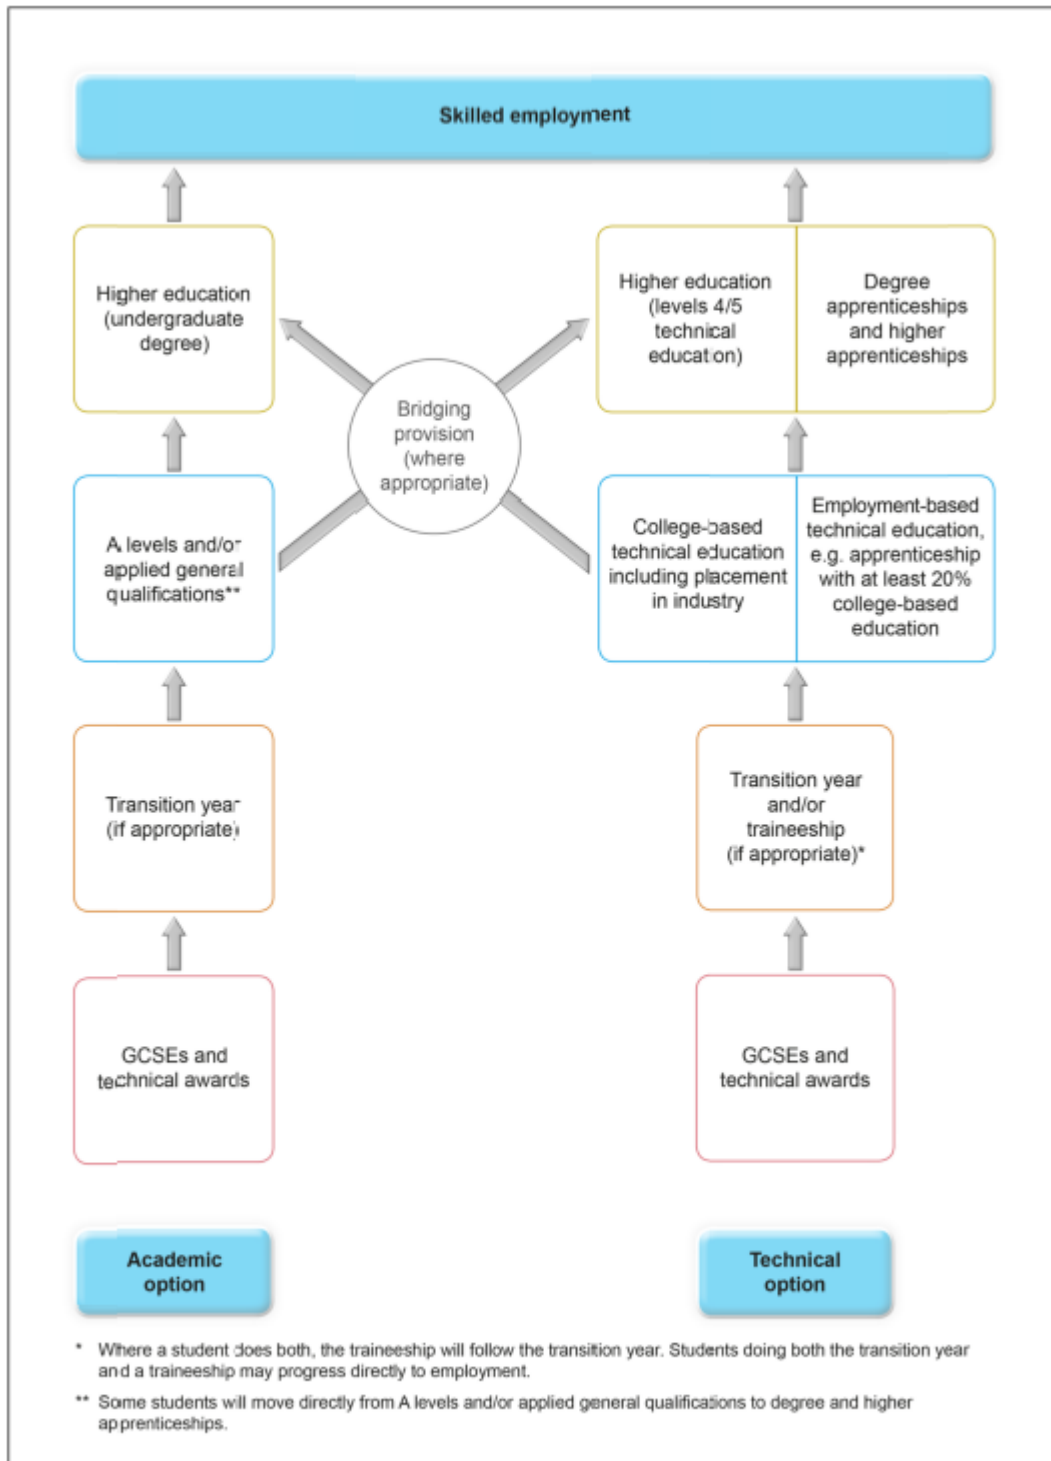 Skilled employment
Higher education
(undergraduate
degree)
Higher education
(levels 4/5
technical
education)
Degree
apprenticeships
and higher
apprenticeships
Bridging
provision
(where
appropriate)
A levels and/or
applied general
qualifications**
College-based
technical education
including placement
in industry
Employment-based
technical education,
e.g. apprenticeship
with at least 20%
college-based
education
Transition year
(if appropriate)
Transition year
and/or
traineeship
(if appropriate)*
GCSEs and
technical awards
GCSEs and
technical awards
Academic
option
Technical
option
* Where a student does both, the traineeship will follow the transition year. Students doing both the transition year
and a traineeship may progress directly to employment.
** Some students will move directly from A levels and/or applied general qualifications to degree and higher
apprenticeships.